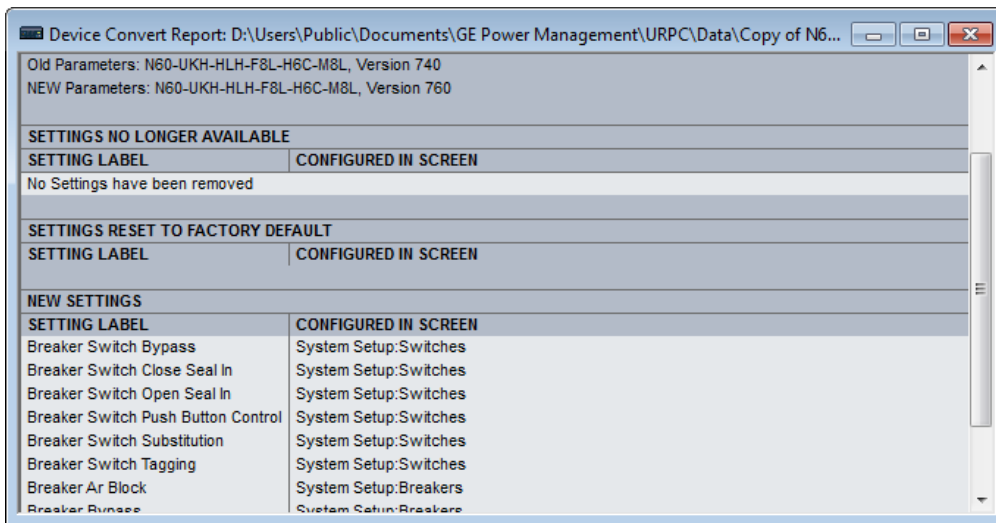 Device Convert Report: D:\Users\Public\Documents\GE Power Management\URPC\Data\Copy of N6...
Old Parameters: N60-UKH-HLH-F8L-H6C-M8L, Version 740
NEW Parameters: N60-UKH-HLH-F8L-H6C-M8L, Version 760
SETTINGS NO LONGER AVAILABLE
SETTING LABEL CONFIGURED IN SCREEN
No Settings have been removed
SETTINGS RESET TO FACTORY DEFAULT
SETTING LABEL CONFIGURED IN SCREEN
NEW SETTINGS
SETTING LABEL CONFIGURED IN SCREEN
Breaker Switch Bypass System Setup:Switches
Breaker Switch Close Seal In System Setup:Switches
Breaker Switch Open Seal In System Setup:Switches
Breaker Switch Push Button Control System Setup:Switches
Breaker Switch Substitution System Setup:Switches
Breaker Switch Tagging System Setup:Switches
Breaker Ar Block System Setup:Breakers
Breaker Bypass System Setup:Breakers